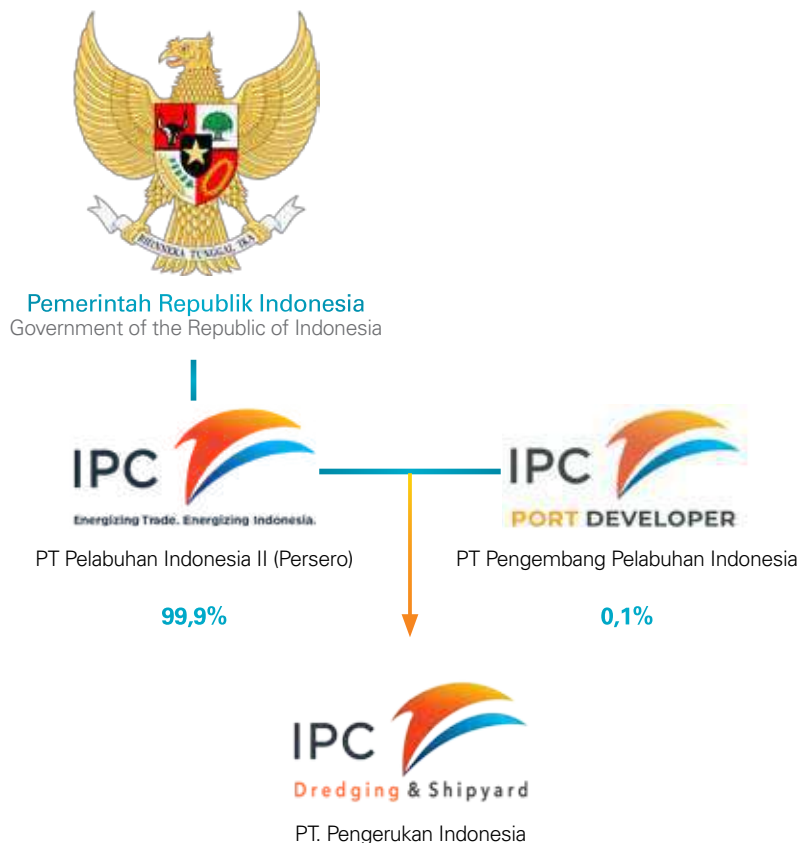 BHINNEKA TUNGGAL IKA
Pemerintah Republik Indonesia
Government of the Republic of Indonesia
IPC
Energizing Trade. Energizing Indonesia.
PT Pelabuhan Indonesia II (Persero)
99,9%
IPC
PORT DEVELOPER
PT Pengembang Pelabuhan Indonesia
0,1%
IPC
Dredging & Shipyard
PT. Pengerukan Indonesia